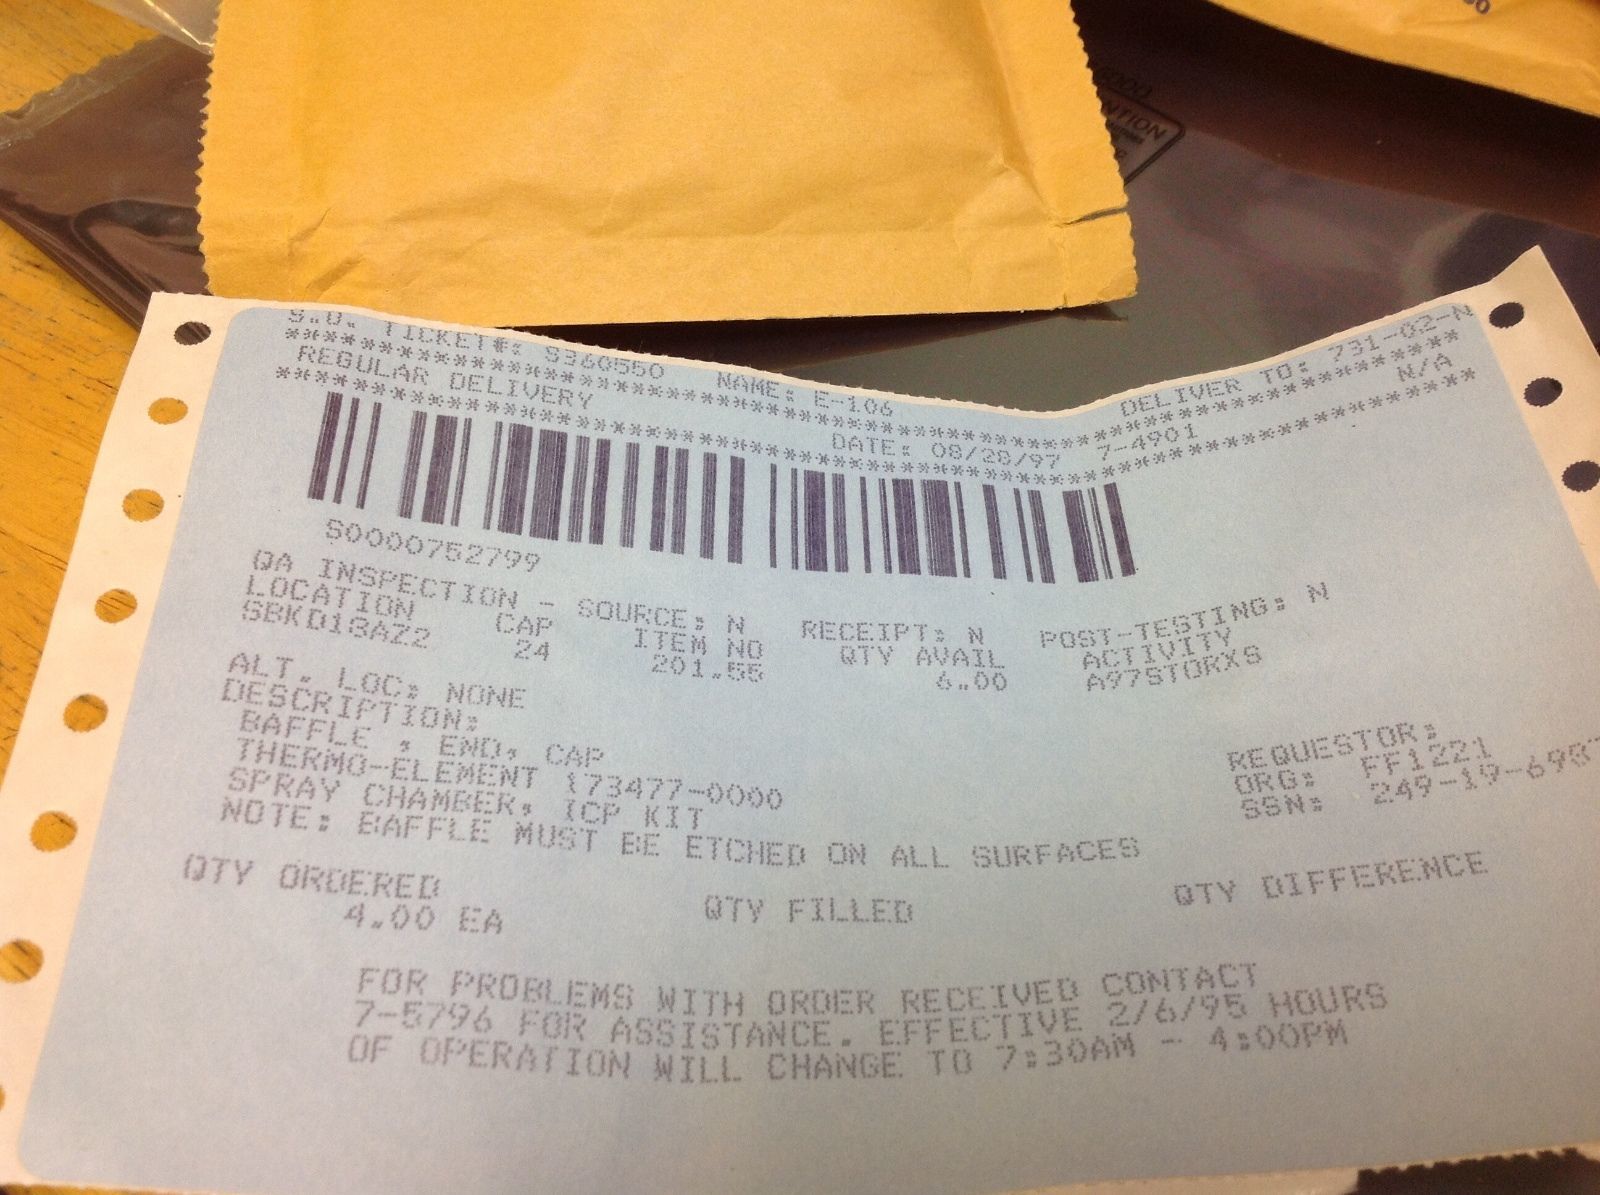 S.O. TICKET#: S360550 NAME: E-106 DELIVER TO: 731-02-N
REGULAR DELIVERY DATE: 08/28/97 7-4901 N/A
S0000752799
QA INSPECTION - SOURCE: N RECEIPT: N POST-TESTING: N
LOCATION CAP ITEM NO QTY AVAIL ACTIVITY
24 201.55 6.00 A97STORXS
ALT. LOC: NONE
DESCRIPTION:
BAFFLE , END, CAP REQUESTOR:
THERMO-ELEMENT 173477-0000 ORG: FF1221
SPRAY CHAMBER, ICP KIT SSN:
NOTE: BAFFLE MUST BE ETCHED ON ALL SURFACES
QTY ORDERED QTY FILLED QTY DIFFERENCE
4.00 EA
FOR PROBLEMS WITH ORDER RECEIVED CONTACT
7-5796 FOR ASSISTANCE. EFFECTIVE 2/6/95 HOURS
OF OPERATION WILL CHANGE TO 7:30AM - 4:00PM